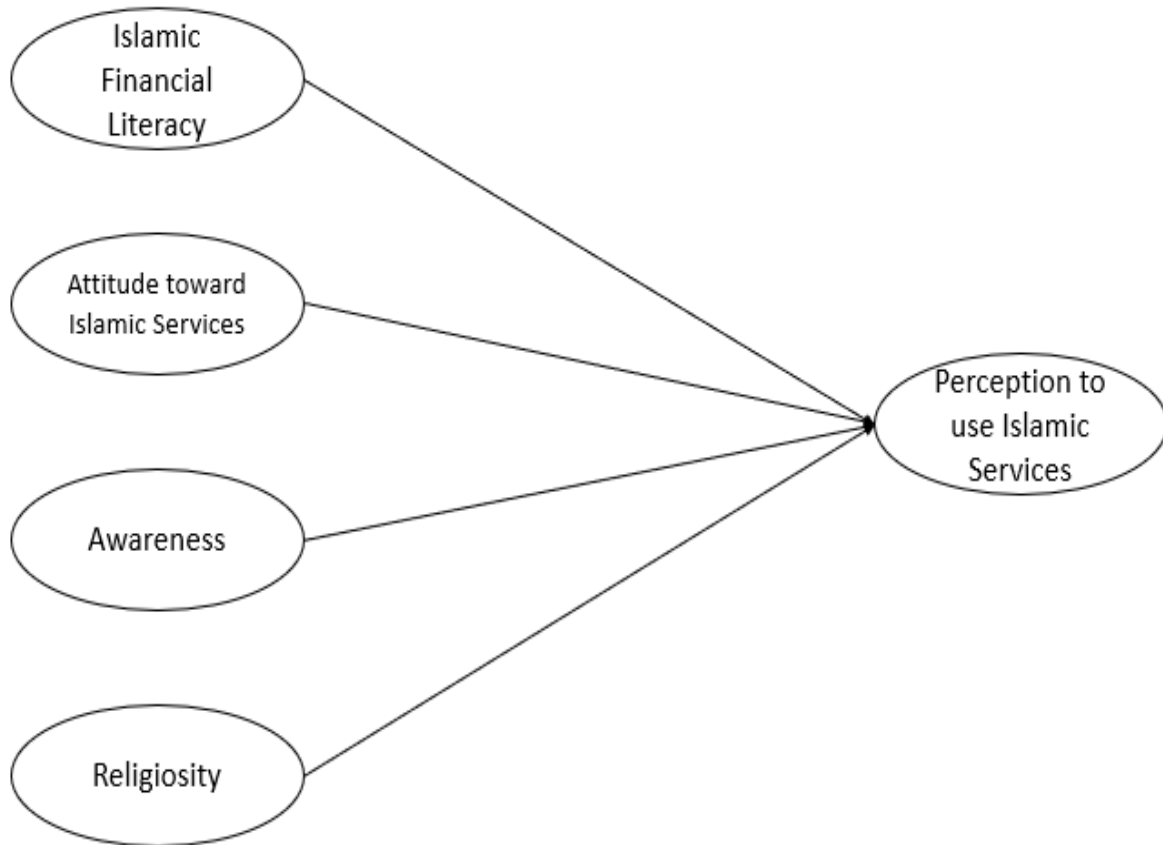 Islamic
Financial
Literacy
Attitude toward
Islamic Services
Perception to
use Islamic
Services
Awareness
Religiosity